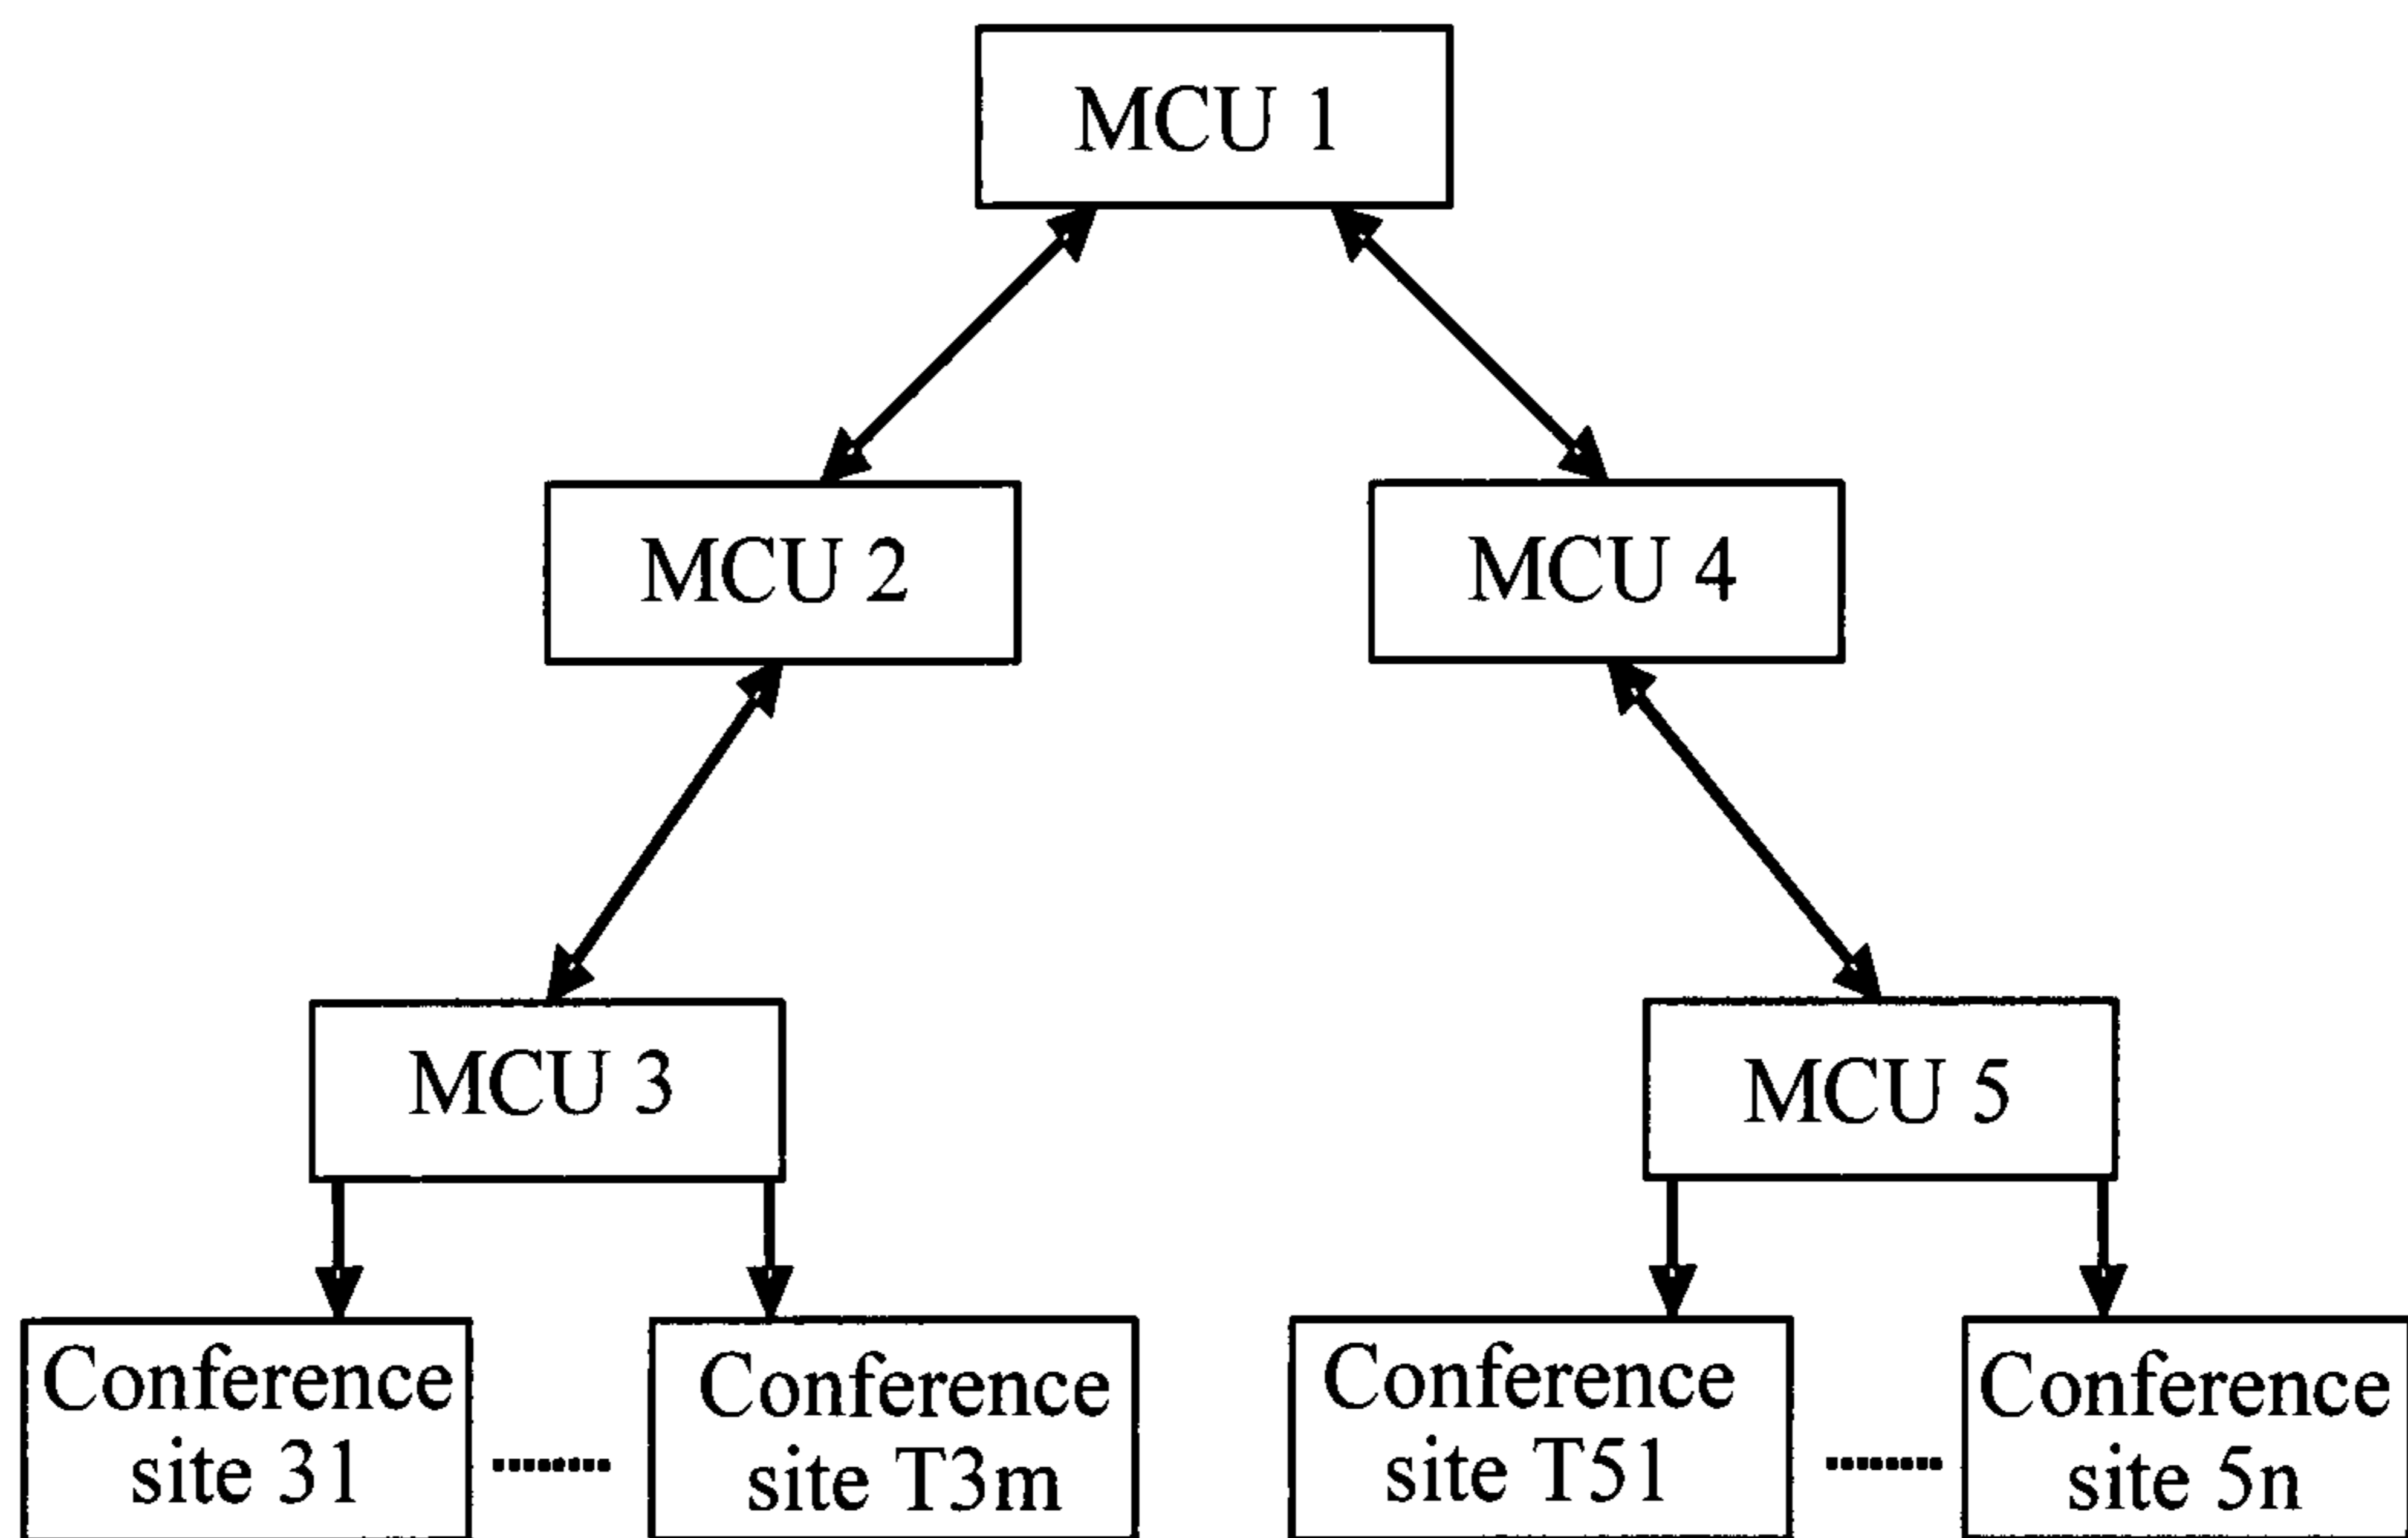 MCU 1
MCU 2
MCU 4
MCU 3
MCU 5
Conference
site 31
Conference
site T3m
Conference
site T51
Conference
site 5n